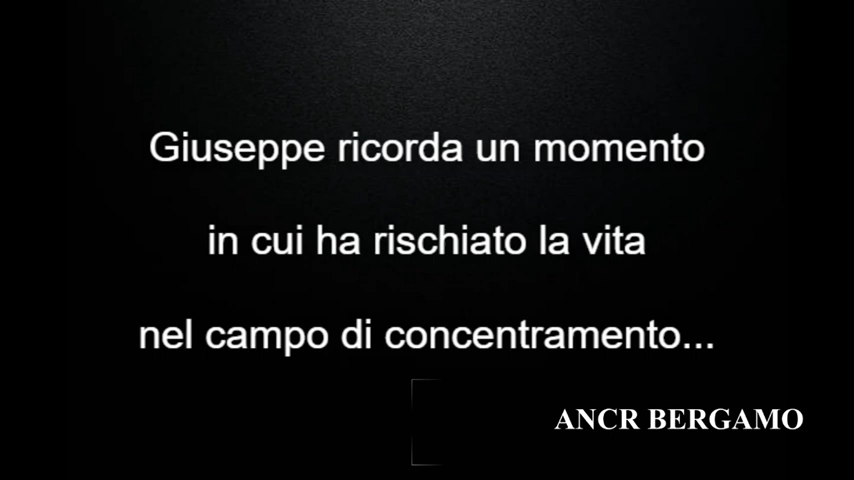 Giuseppe ricorda un momento
in cui ha rischiato la vita
nel campo di concentramento...
ANCR BERGAMO